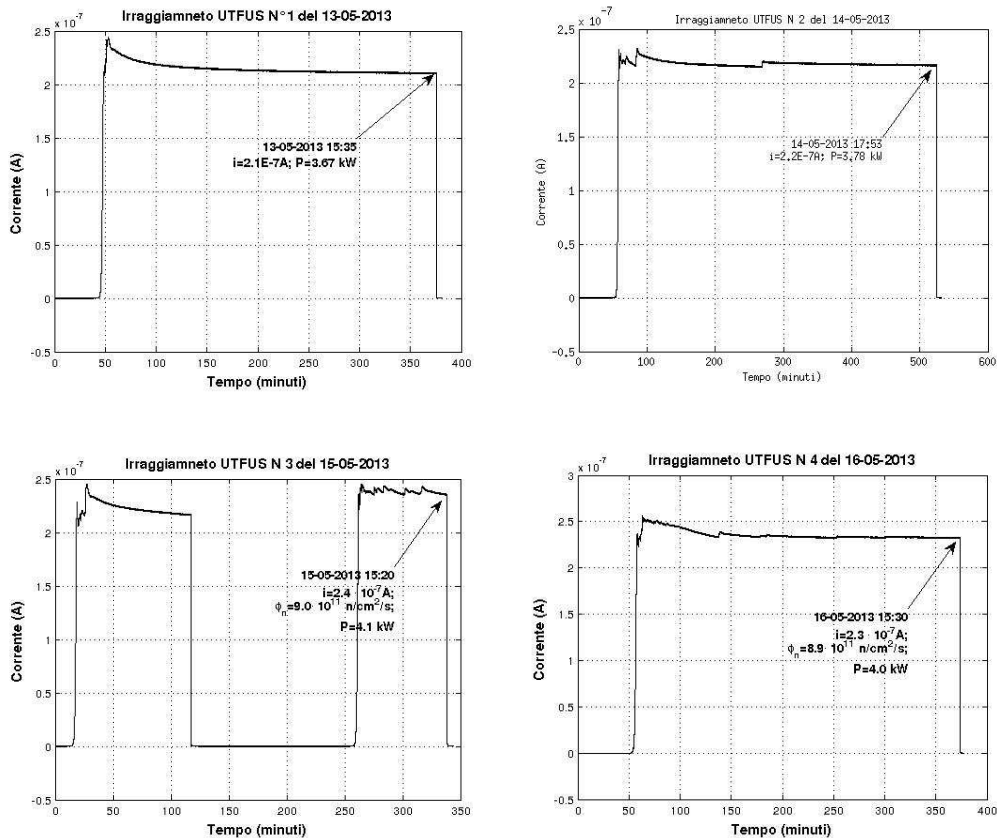 Irraggiamneto UTFUS N°1 del 13-05-2013
x 10⁻⁷
2.5
2
1.5
1
0.5
0
-0.5
Corrente (A)
13-05-2013 15:35
i=2.1E-7A; P=3.67 kW
0 50 100 150 200 250 300 350 400
Tempo (minuti)
Irraggiamneto UTFUS N 2 del 14-05-2013
x 10⁻⁷
2.5
2
1.5
1
0.5
0
-0.5
Corrente (A)
14-05-2013 17:53
i=2.2E-7A; P=3.78 kW
0 100 200 300 400 500 600
Tempo (minuti)
Irraggiamneto UTFUS N 3 del 15-05-2013
x 10⁻⁷
2.5
2
1.5
1
0.5
0
-0.5
Corrente (A)
15-05-2013 15:20
i=2.4· 10⁻⁷A;
ϕₙ=9.0· 10¹¹ n/cm²/s;
P=4.1 kW
0 50 100 150 200 250 300 350
Tempo (minuti)
Irraggiamneto UTFUS N 4 del 16-05-2013
x 10⁻⁷
3
2.5
2
1.5
1
0.5
0
-0.5
Corrente (A)
16-05-2013 15:30
i=2.3· 10⁻⁷A;
ϕₙ=8.9· 10¹¹ n/cm²/s;
P=4.0 kW
0 50 100 150 200 250 300 350 400
Tempo (minuti)